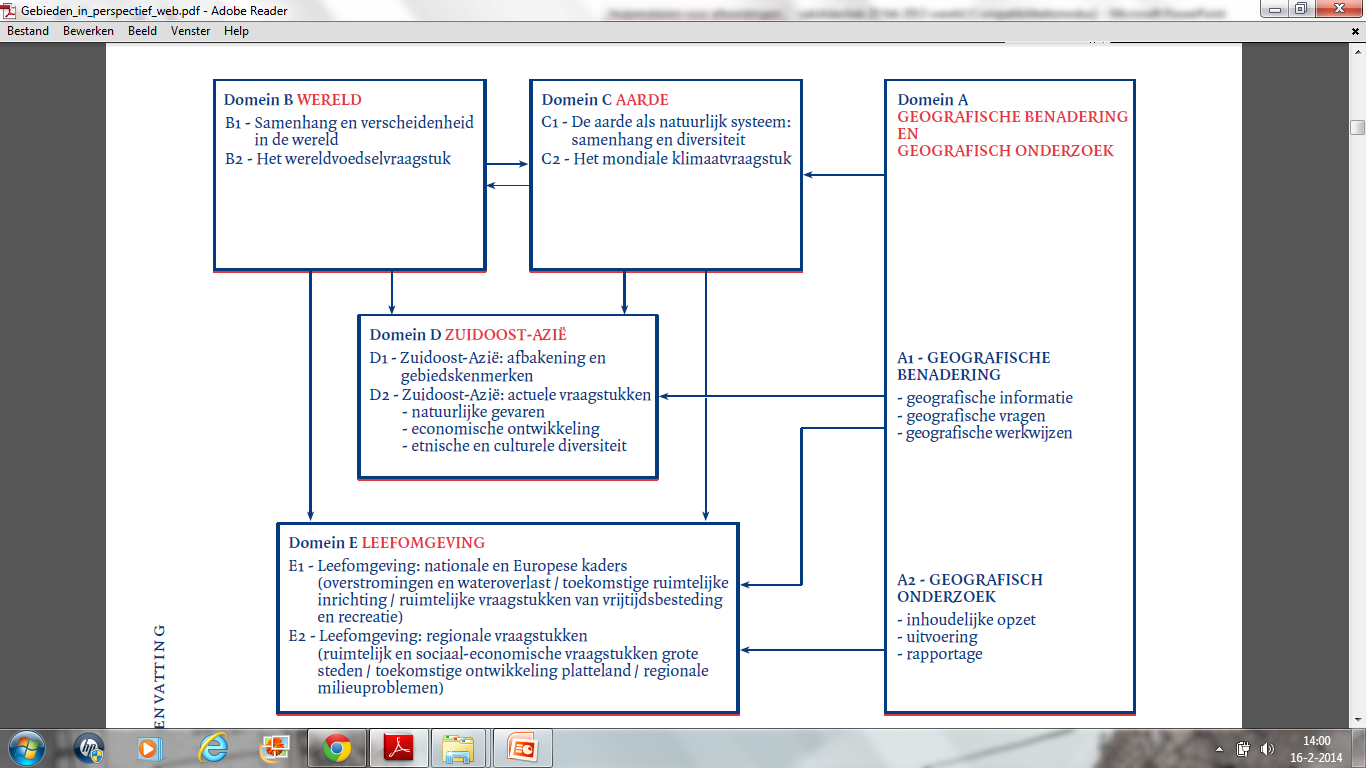 Gebieden_in_perspectief_web.pdf - Adobe Reader
Bestand Bewerken Beeld Venster Help
Domein B WERELD
B1 - Samenhang en verscheidenheid
in de wereld
B2 - Het wereldvoedselvraagstuk
Domein C AARDE
C1 - De aarde als natuurlijk systeem:
samenhang en diversiteit
C2 - Het mondiale klimaatvraagstuk
Domein A
GEOGRAFISCHE BENADERING
EN
GEOGRAFISCH ONDERZOEK
Domein D ZUIDOOST-AZIË
D1 - Zuidoost-Azië: afbakening en
gebiedskenmerken
D2 - Zuidoost-Azië: actuele vraagstukken
- natuurlijke gevaren
- economische ontwikkeling
- etnische en culturele diversiteit
A1 - GEOGRAFISCHE
BENADERING
- geografische informatie
- geografische vragen
- geografische werkwijzen
Domein E LEEFOMGEVING
E1 - Leefomgeving: nationale en Europese kaders
(overstromingen en wateroverlast / toekomstige ruimtelijke
inrichting / ruimtelijke vraagstukken van vrijtijdsbesteding
en recreatie)
E2 - Leefomgeving: regionale vraagstukken
(ruimtelijk en sociaal-economische vraagstukken grote
steden / toekomstige ontwikkeling platteland / regionale
milieuproblemen)
A2 - GEOGRAFISCH
ONDERZOEK
- inhoudelijke opzet
- uitvoering
- rapportage
ENVATTING
14:00
16-2-2014